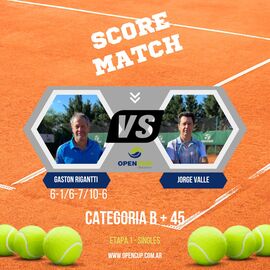 SCORE
MATCH
VS
OPENCUP
GASTON RIGANTTI
JORGE VALLE
6-1/6-7/10-6
CATEGORIA B + 45
ETAPA 1 - SINGLES
WWW.OPENCUP.COM.AR